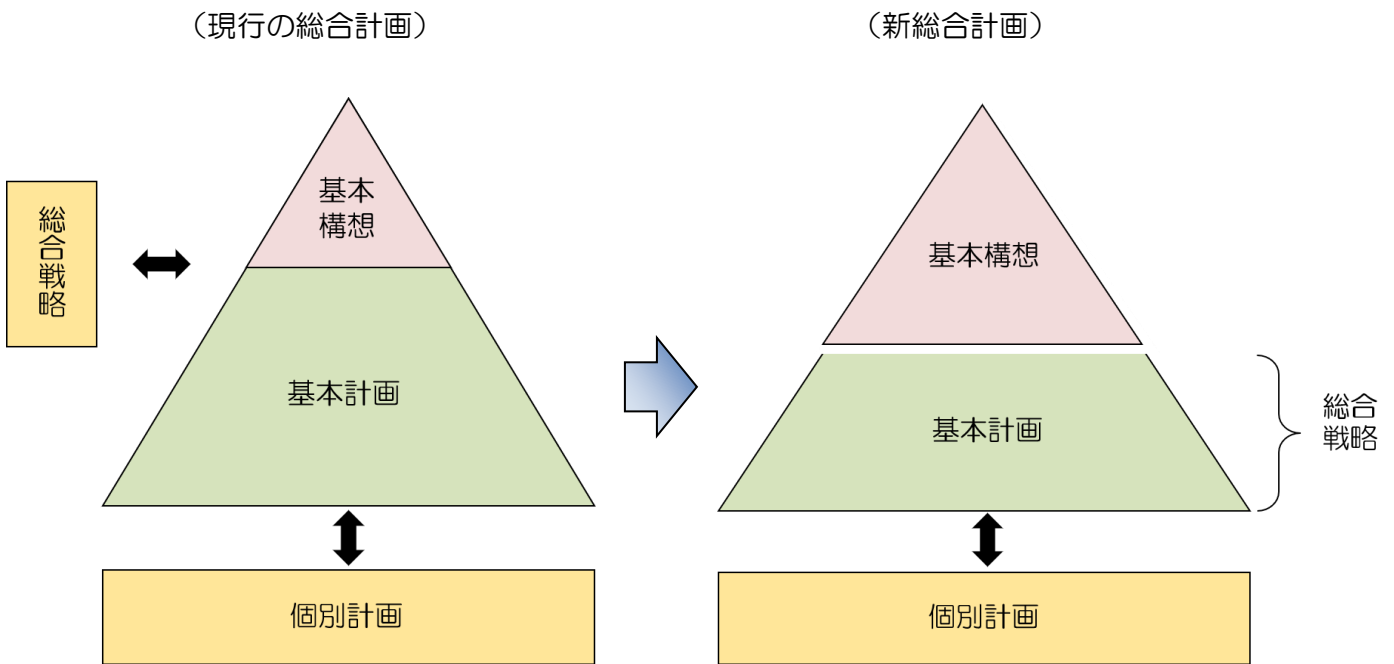 （現行の総合計画）
（新総合計画）
総合戦略
基本
構想
基本計画
個別計画
基本構想
基本計画
総合
戦略
個別計画